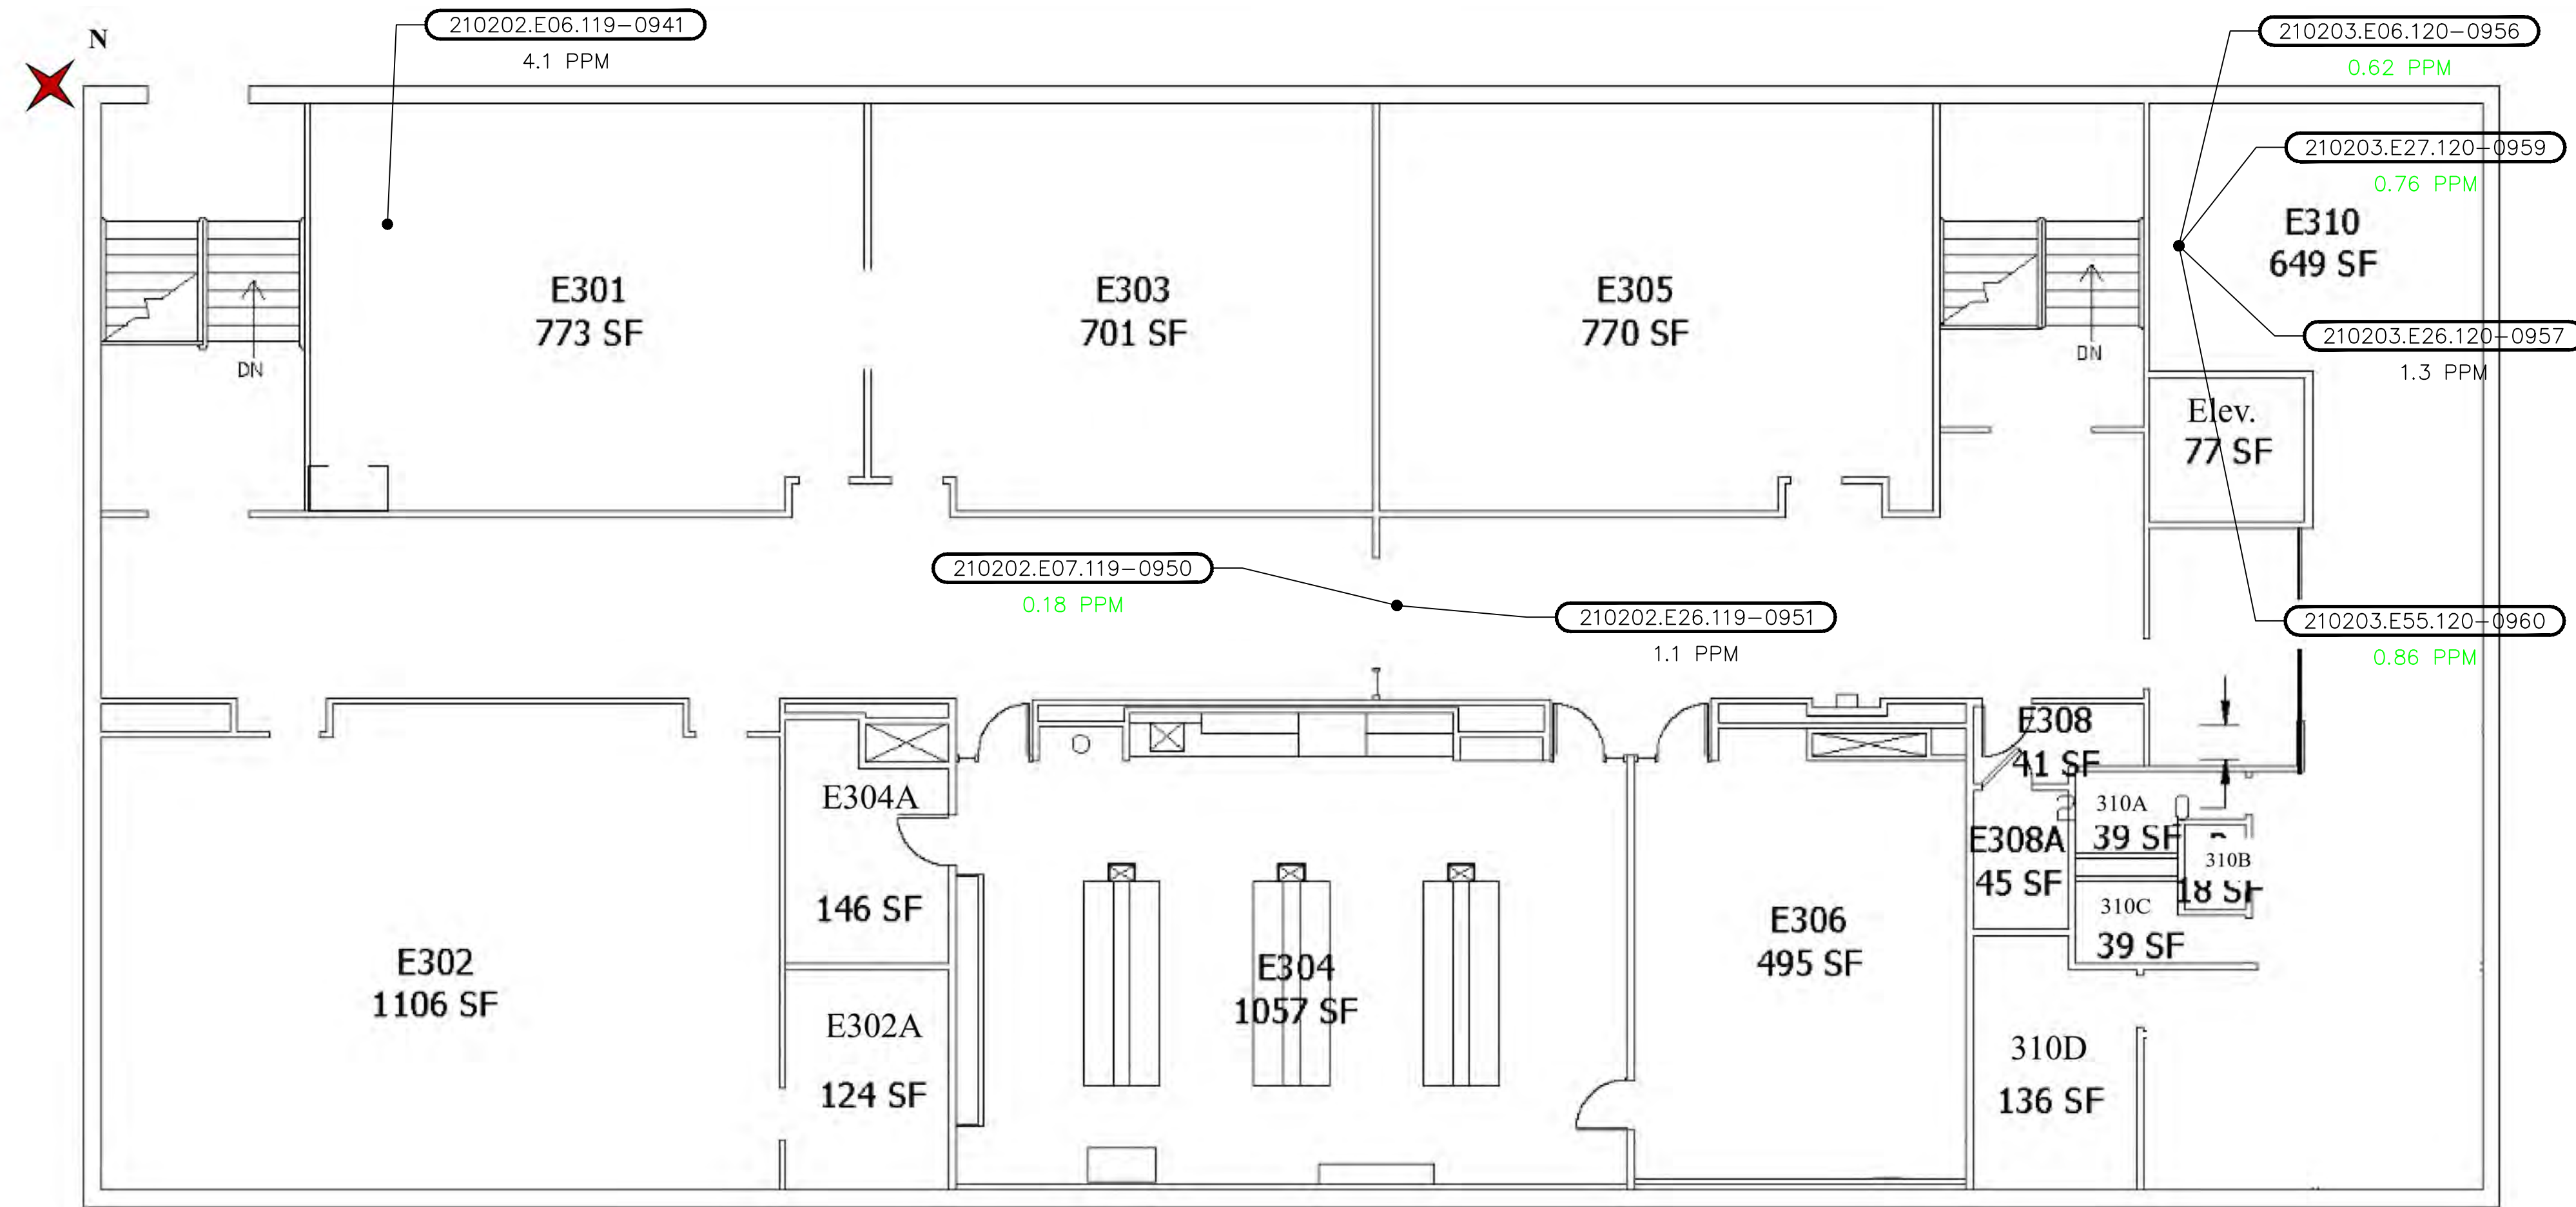 N
210202.E06.119-0941
4.1 PPM
210203.E06.120-0956
0.62 PPM
210203.E27.120-0959
0.76 PPM
E310
649 SF
E301
773 SF
E303
701 SF
E305
770 SF
210203.E26.120-0957
1.3 PPM
DN
DN
Elev.
77 SF
210202.E07.119-0950
0.18 PPM
210202.E26.119-0951
1.1 PPM
210203.E55.120-0960
0.86 PPM
E308
41 SF
E304A
146 SF
310A
39 SF
E308A
45 SF
310B
18 SF
310C
39 SF
E302
1106 SF
E304
1057 SF
E306
495 SF
E302A
124 SF
310D
136 SF